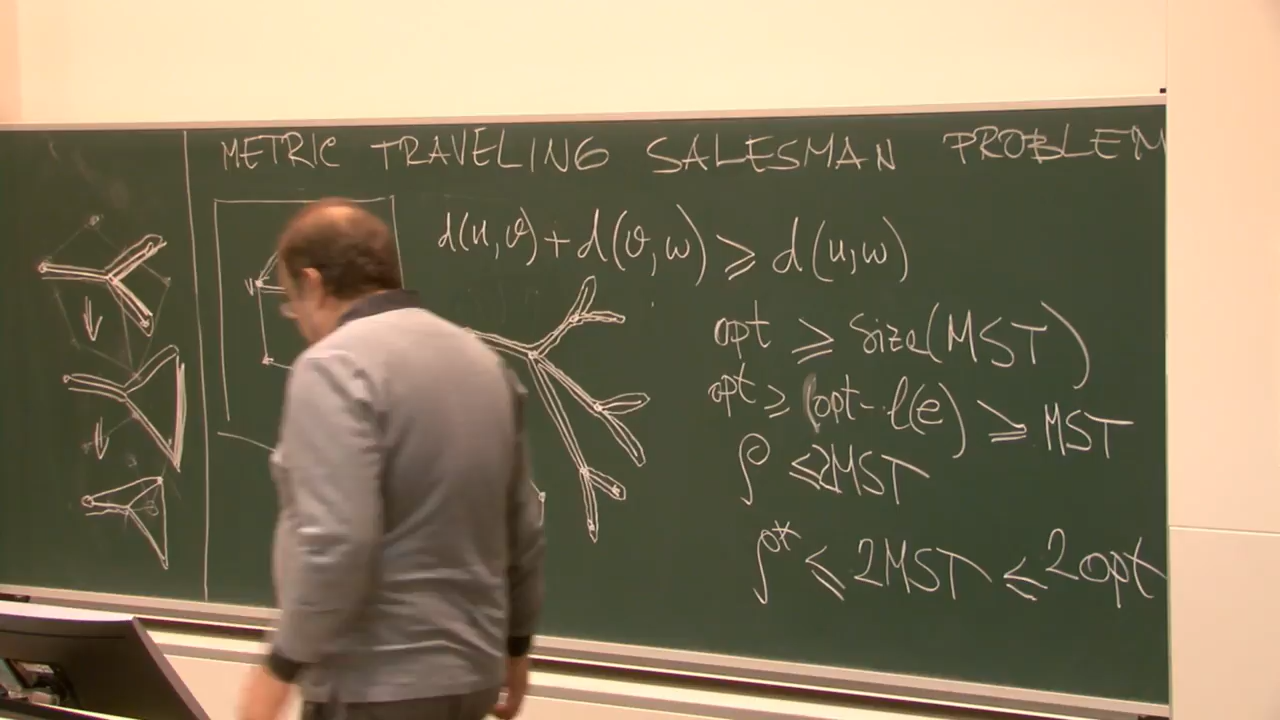 METRIC TRAVELING SALESMAN PROBLEM
d(u,v)+d(v,w) ≥ d(u,w)
v
opt ≥ size(MST)
opt ≥ (opt - l(e)) ≥ MST
ρ ≤ 2MST
ρ* ≤ 2MST ≤ 2opt